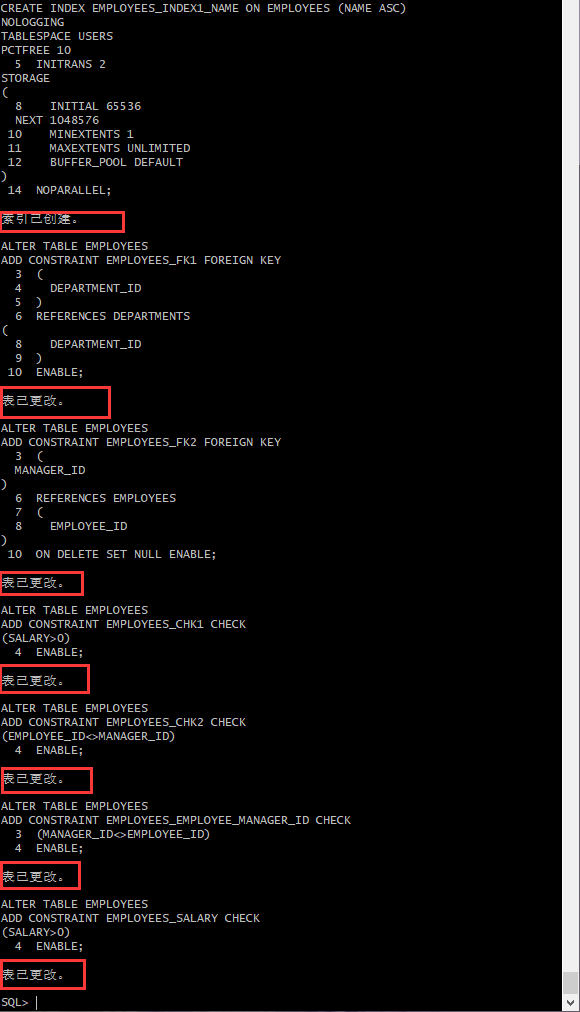 CREATE INDEX EMPLOYEES_INDEX1_NAME ON EMPLOYEES (NAME ASC)
NOLOGGING
TABLESPACE USERS
PCTFREE 10
  5  INITRANS 2
STORAGE
(
  8    INITIAL 65536
  NEXT 1048576
 10    MINEXTENTS 1
 11    MAXEXTENTS UNLIMITED
 12    BUFFER_POOL DEFAULT
)
 14  NOPARALLEL;
索引已创建。
ALTER TABLE EMPLOYEES
ADD CONSTRAINT EMPLOYEES_FK1 FOREIGN KEY
  3  (
  4    DEPARTMENT_ID
  5  )
  6  REFERENCES DEPARTMENTS
(
  8    DEPARTMENT_ID
  9  )
 10  ENABLE;
表已更改。
ALTER TABLE EMPLOYEES
ADD CONSTRAINT EMPLOYEES_FK2 FOREIGN KEY
  3  (
  MANAGER_ID
)
  6  REFERENCES EMPLOYEES
  7  (
  8    EMPLOYEE_ID
)
 10  ON DELETE SET NULL ENABLE;
表已更改。
ALTER TABLE EMPLOYEES
ADD CONSTRAINT EMPLOYEES_CHK1 CHECK
(SALARY>0)
  4  ENABLE;
表已更改。
ALTER TABLE EMPLOYEES
ADD CONSTRAINT EMPLOYEES_CHK2 CHECK
(EMPLOYEE_ID<>MANAGER_ID)
  4  ENABLE;
表已更改。
ALTER TABLE EMPLOYEES
ADD CONSTRAINT EMPLOYEES_EMPLOYEE_MANAGER_ID CHECK
  3  (MANAGER_ID<>EMPLOYEE_ID)
  4  ENABLE;
表已更改。
ALTER TABLE EMPLOYEES
ADD CONSTRAINT EMPLOYEES_SALARY CHECK
(SALARY>0)
  4  ENABLE;
表已更改。
SQL>